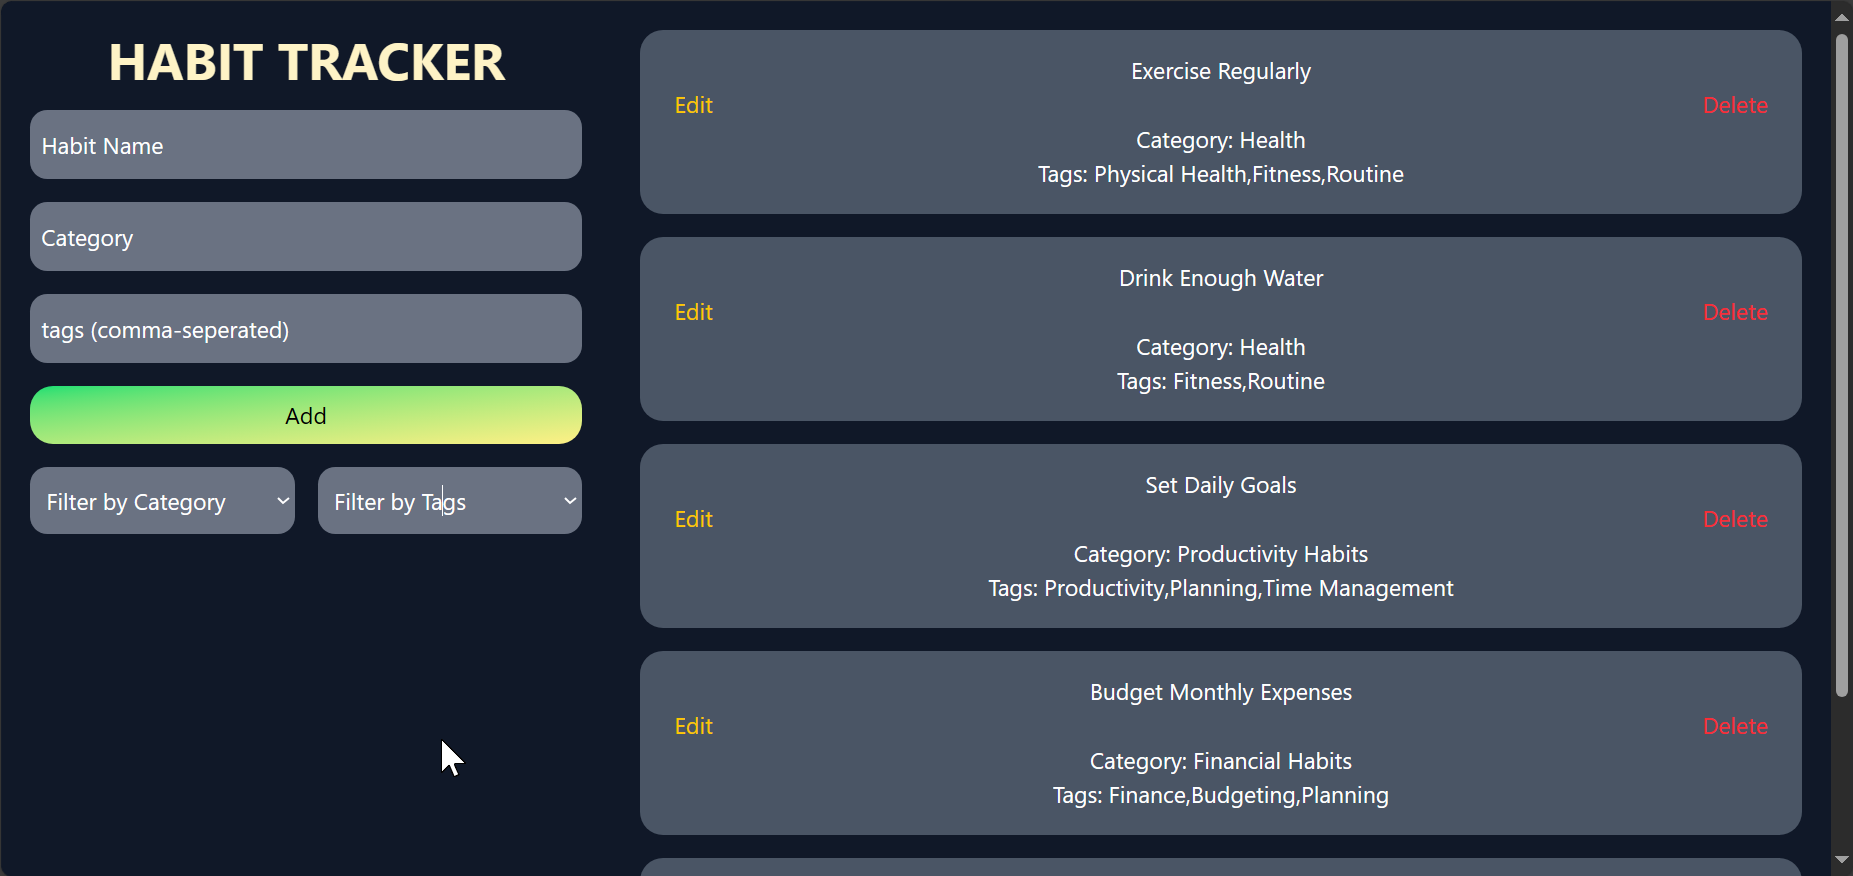 HABIT TRACKER
Habit Name
Category
tags (comma-seperated)
Add
Filter by Category
Filter by Tags
Exercise Regularly
Edit
Delete
Category: Health
Tags: Physical Health,Fitness,Routine
Drink Enough Water
Edit
Delete
Category: Health
Tags: Fitness,Routine
Set Daily Goals
Edit
Delete
Category: Productivity Habits
Tags: Productivity,Planning,Time Management
Budget Monthly Expenses
Edit
Delete
Category: Financial Habits
Tags: Finance,Budgeting,Planning